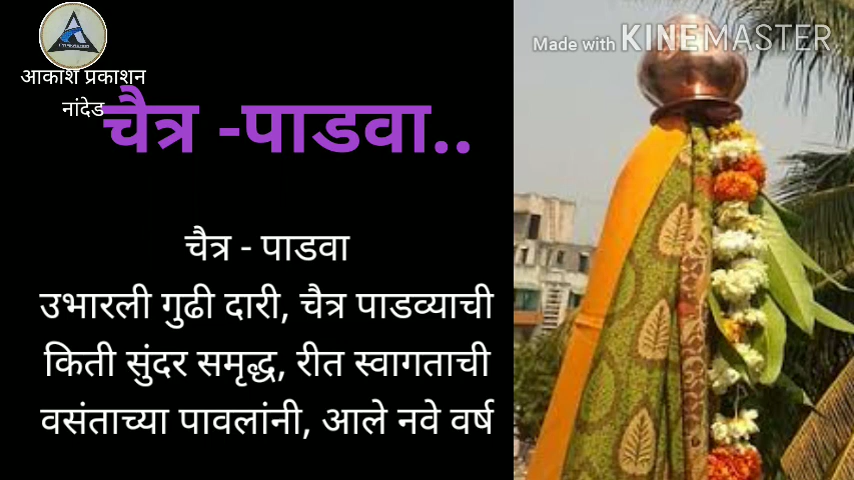 Made with KINEMASTER
आकाश प्रकाशन
नांदेड
चैत्र -पाडवा..
चैत्र - पाडवा
उभारली गुढी दारी, चैत्र पाडव्याची
किती सुंदर समृद्ध, रीत स्वागताची
वसंताच्या पावलांनी, आले नवे वर्ष